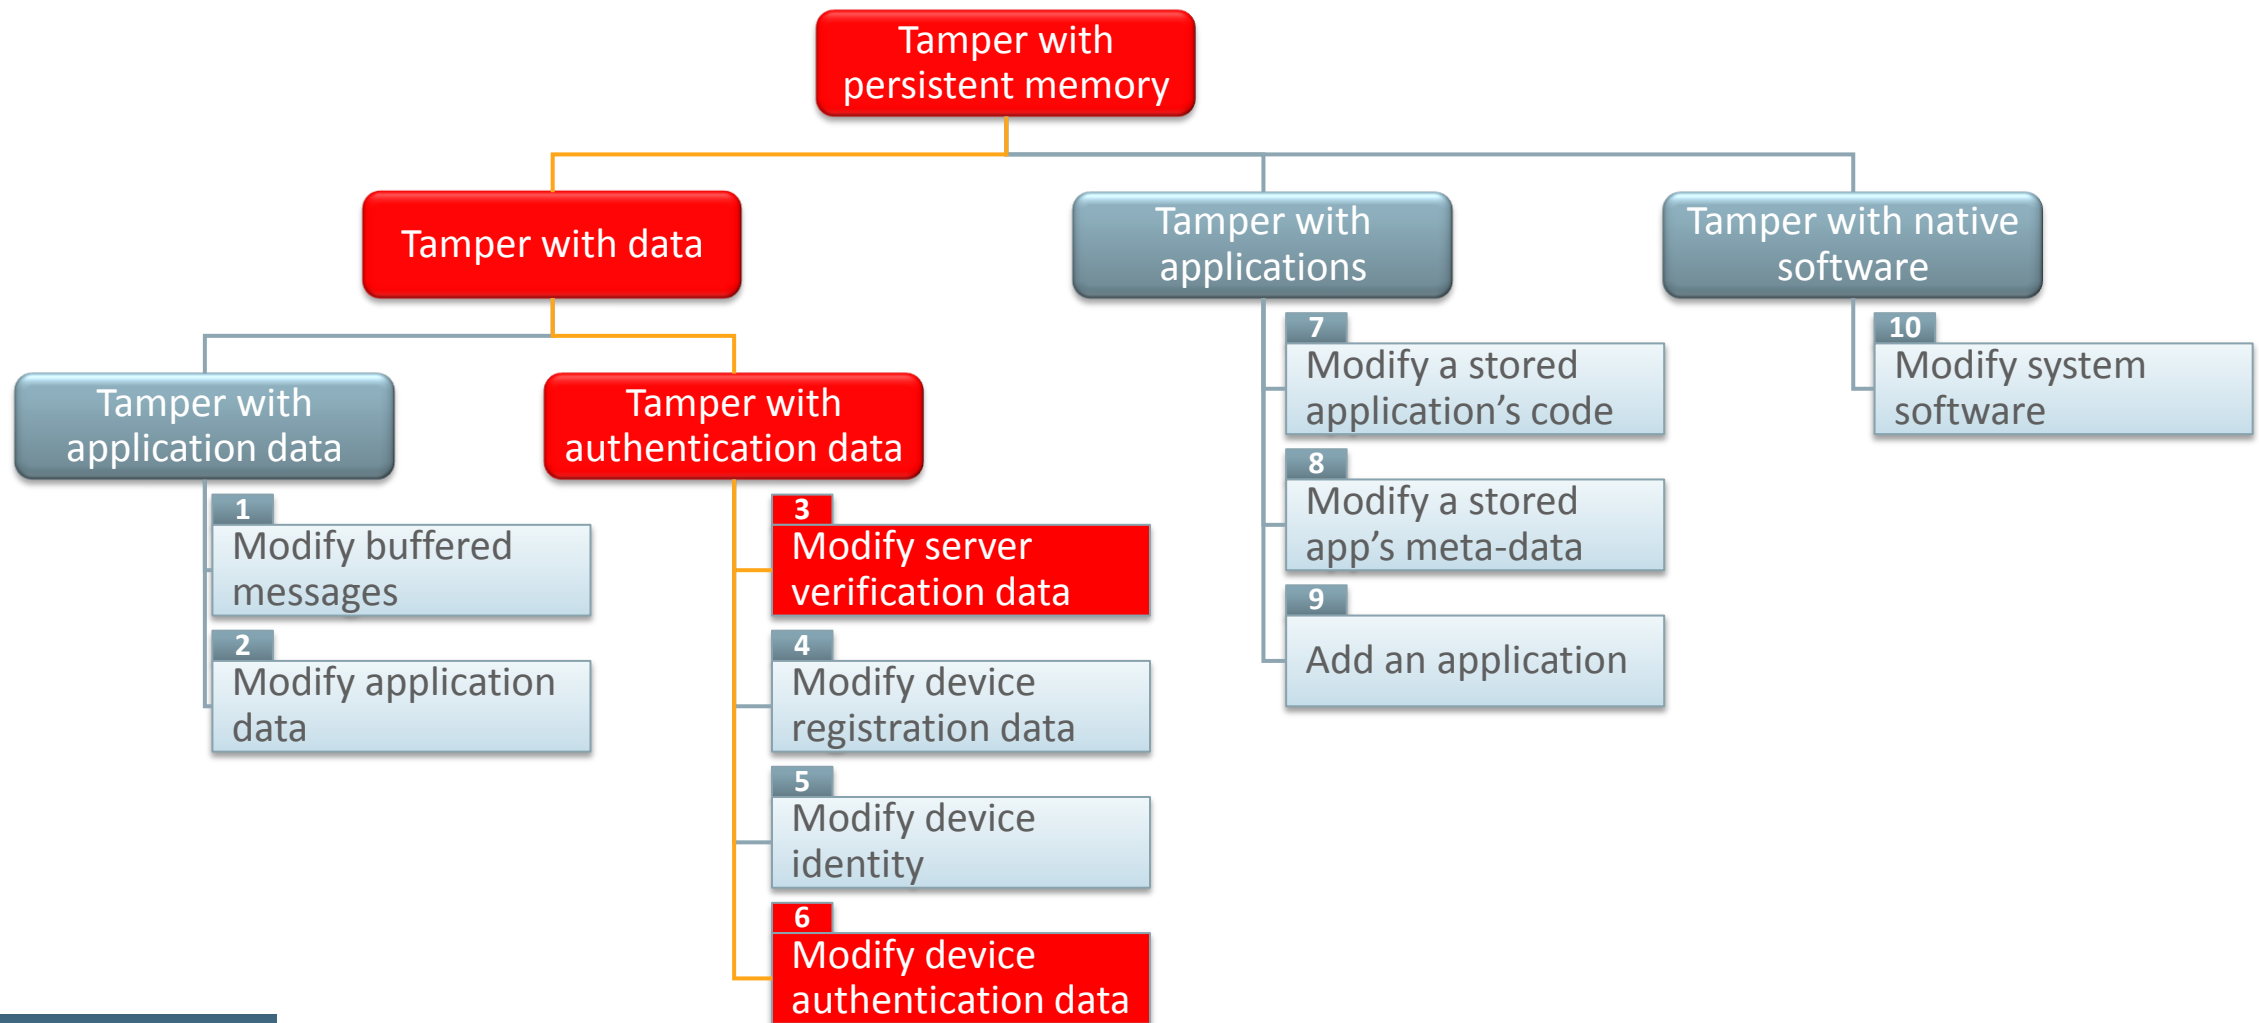 Tamper with
persistent memory
Tamper with data
Tamper with
applications
Tamper with native
software
Tamper with
application data
Tamper with
authentication data
1
Modify buffered
messages
2
Modify application
data
3
Modify server
verification data
4
Modify device
registration data
5
Modify device
identity
6
Modify device
authentication data
7
Modify a stored
application’s code
8
Modify a stored
app’s meta-data
9
Add an application
10
Modify system
software